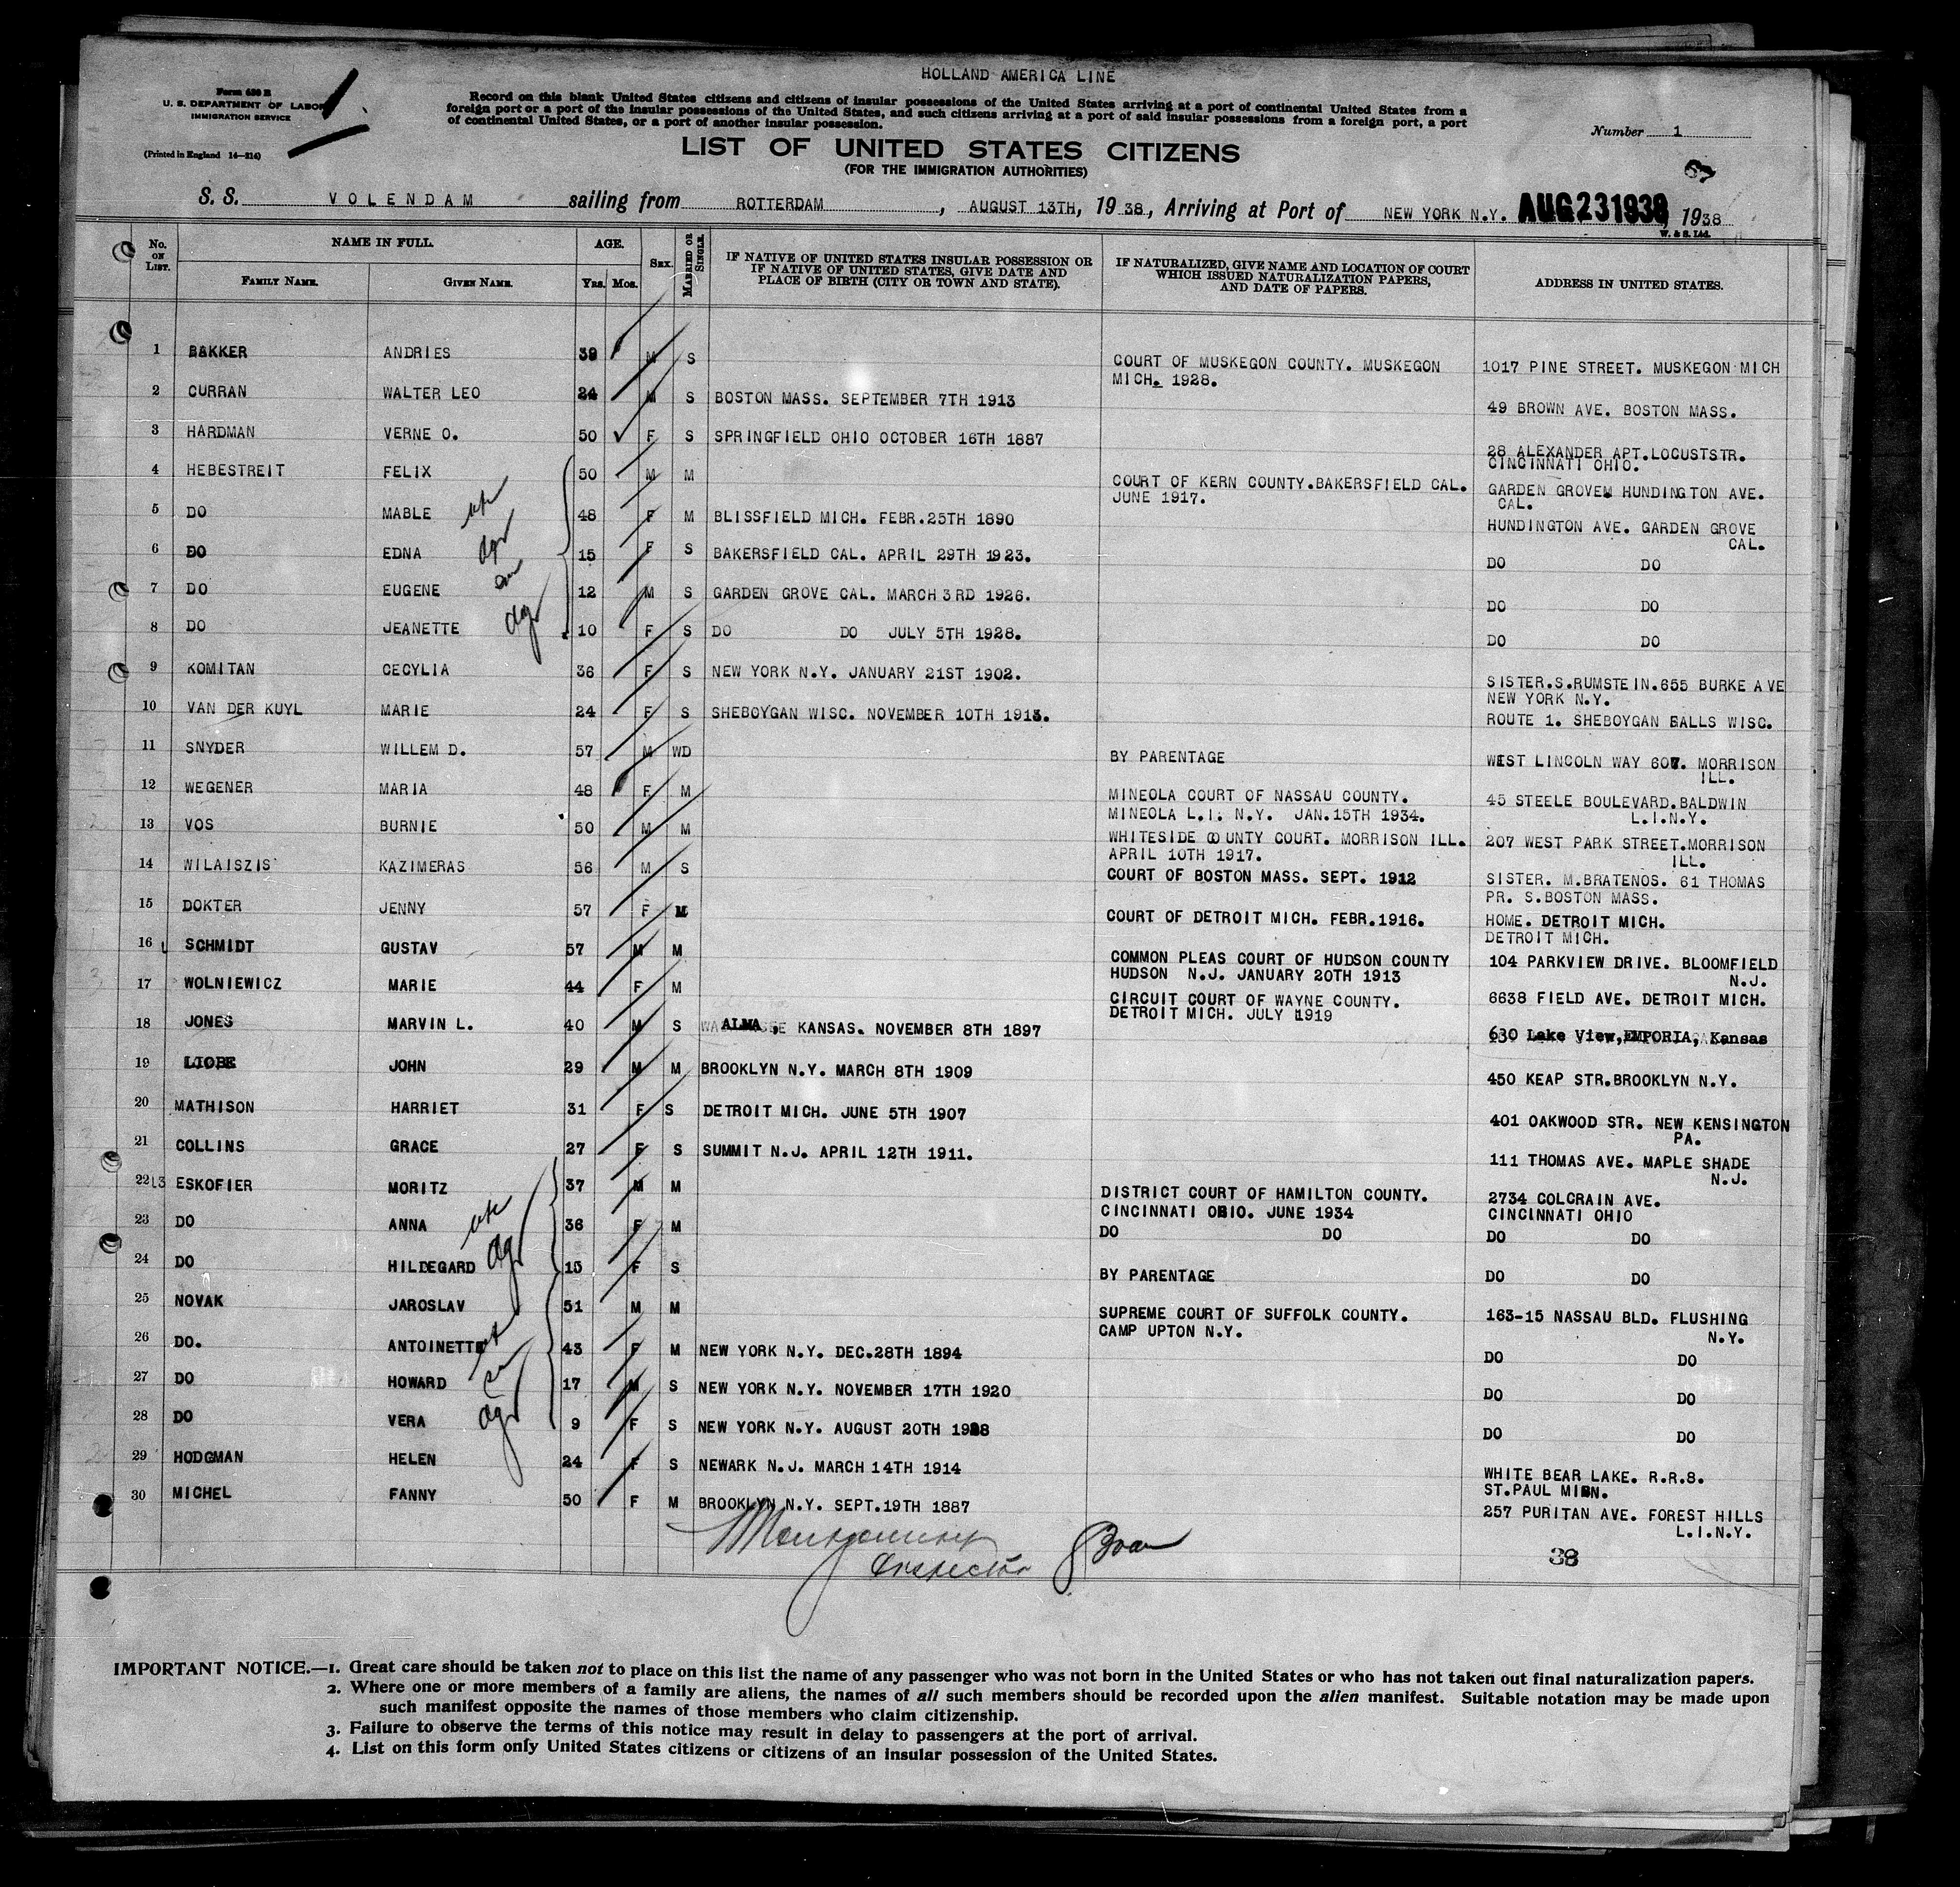 HOLLAND AMERICA LINE
Form 630 B
U. S. DEPARTMENT OF LABOR
IMMIGRATION SERVICE
(Printed in England 14—214)
1.
Record on this blank United States citizens and citizens of insular possessions of the United States arriving at a port of continental United States from a
foreign port or a port of the insular possessions of the United States, and such citizens arriving at a port of said insular possessions from a foreign port, a port
of continental United States, or a port of another insular possession.
Number 1
LIST OF UNITED STATES CITIZENS
(FOR THE IMMIGRATION AUTHORITIES)
S. S. VOLENDAM sailing from ROTTERDAM, AUGUST 13TH, 1938, Arriving at Port of NEW YORK N.Y. AUG 23 1938, 1938
W. & S. Ltd.
No. ON LIST. NAME IN FULL. AGE. SEX. MARRIED OR SINGLE. IF NATIVE OF UNITED STATES INSULAR POSSESSION OR IF NATIVE OF UNITED STATES, GIVE DATE AND PLACE OF BIRTH (CITY OR TOWN AND STATE). IF NATURALIZED, GIVE NAME AND LOCATION OF COURT WHICH ISSUED NATURALIZATION PAPERS, AND DATE OF PAPERS. ADDRESS IN UNITED STATES.
FAMILY NAME. GIVEN NAME. YRS. MOS.
1 BAKKER ANDRIES 39 M S COURT OF MUSKEGON COUNTY. MUSKEGON MICH. 1928. 1017 PINE STREET. MUSKEGON MICH
2 CURRAN WALTER LEO 24 M S BOSTON MASS. SEPTEMBER 7TH 1913 49 BROWN AVE. BOSTON MASS.
3 HARDMAN VERNE O. 50 F S SPRINGFIELD OHIO OCTOBER 16TH 1887 28 ALEXANDER APT.LOCUSTSTR. CINCINNATI OHIO.
4 HEBESTREIT FELIX 50 M M COURT OF KERN COUNTY.BAKERSFIELD CAL. JUNE 1917. GARDEN GROVEM HUNDINGTON AVE. CAL.
5 DO MABLE 48 F M BLISSFIELD MICH. FEBR.25TH 1890 HUNDINGTON AVE. GARDEN GROVE CAL.
6 DO EDNA 15 F S BAKERSFIELD CAL. APRIL 29TH 1923. DO DO
7 DO EUGENE 12 M S GARDEN GROVE CAL. MARCH 3RD 1926. DO DO
8 DO JEANETTE 10 F S DO DO JULY 5TH 1928. DO DO
9 KOMITAN CECYLIA 36 F S NEW YORK N.Y. JANUARY 21ST 1902. SISTER.S.RUMSTEIN.655 BURKE AVE NEW YORK N.Y.
10 VAN DER KUYL MARIE 24 F S SHEBOYGAN WISC. NOVEMBER 10TH 1913. ROUTE 1. SHEBOYGAN BALLS WISC.
11 SNYDER WILLEM D. 57 M WD BY PARENTAGE WEST LINCOLN WAY 607. MORRISON ILL.
12 WEGENER MARIA 48 F M MINEOLA COURT OF NASSAU COUNTY. MINEOLA L.I. N.Y. JAN.15TH 1934. 45 STEELE BOULEVARD.BALDWIN L.I.N.Y.
13 VOS BURNIE 50 M M WHITESIDE COUNTY COURT. MORRISON ILL. APRIL 10TH 1917. 207 WEST PARK STREET.MORRISON ILL.
14 WILAISZIS KAZIMERAS 56 M S COURT OF BOSTON MASS. SEPT. 1912 SISTER. M.BRATENOS. 61 THOMAS PR. S.BOSTON MASS.
15 DOKTER JENNY 57 F M COURT OF DETROIT MICH. FEBR.1916. HOME. DETROIT MICH. DETROIT MICH.
16 SCHMIDT GUSTAV 57 M M COMMON PLEAS COURT OF HUDSON COUNTY HUDSON N.J. JANUARY 20TH 1913 104 PARKVIEW DRIVE. BLOOMFIELD N.J.
17 WOLNIEWICZ MARIE 44 F M CIRCUIT COURT OF WAYNE COUNTY. DETROIT MICH. JULY 1919 6638 FIELD AVE. DETROIT MICH.
18 JONES MARVIN L. 40 M S ALMA, KANSAS. NOVEMBER 8TH 1897 630 Lake View,EMPORIA, Kansas
19 LIOBE JOHN 29 M M BROOKLYN N.Y. MARCH 8TH 1909 450 KEAP STR.BROOKLYN N.Y.
20 MATHISON HARRIET 31 F S DETROIT MICH. JUNE 5TH 1907 401 OAKWOOD STR. NEW KENSINGTON PA.
21 COLLINS GRACE 27 F S SUMMIT N.J. APRIL 12TH 1911. 111 THOMAS AVE. MAPLE SHADE N.J.
22 ESKOFIER MORITZ 37 M M DISTRICT COURT OF HAMILTON COUNTY. CINCINNATI OBIO. JUNE 1934 2734 COLCRAIN AVE. CINCINNATI OHIO
23 DO ANNA 36 F M DO DO DO DO
24 DO HILDEGARD 15 F S BY PARENTAGE DO DO
25 NOVAK JAROSLAV 51 M M SUPREME COURT OF SUFFOLK COUNTY. CAMP UPTON N.Y. 163-15 NASSAU BLD. FLUSHING N.Y.
26 DO. ANTOINETTE 43 F M NEW YORK N.Y. DEC.28TH 1894 DO DO
27 DO HOWARD 17 M S NEW YORK N.Y. NOVEMBER 17TH 1920 DO DO
28 DO VERA 9 F S NEW YORK N.Y. AUGUST 20TH 1928 DO DO
29 HODGMAN HELEN 24 F S NEWARK N.J. MARCH 14TH 1914 WHITE BEAR LAKE. R.R.8. ST.PAUL MINN.
30 MICHEL FANNY 50 F M BROOKLYN N.Y. SEPT.19TH 1887 257 PURITAN AVE. FOREST HILLS L.I.N.Y.
Inspector
38
IMPORTANT NOTICE.—1. Great care should be taken not to place on this list the name of any passenger who was not born in the United States or who has not taken out final naturalization papers.
2. Where one or more members of a family are aliens, the names of all such members should be recorded upon the alien manifest. Suitable notation may be made upon
such manifest opposite the names of those members who claim citizenship.
3. Failure to observe the terms of this notice may result in delay to passengers at the port of arrival.
4. List on this form only United States citizens or citizens of an insular possession of the United States.